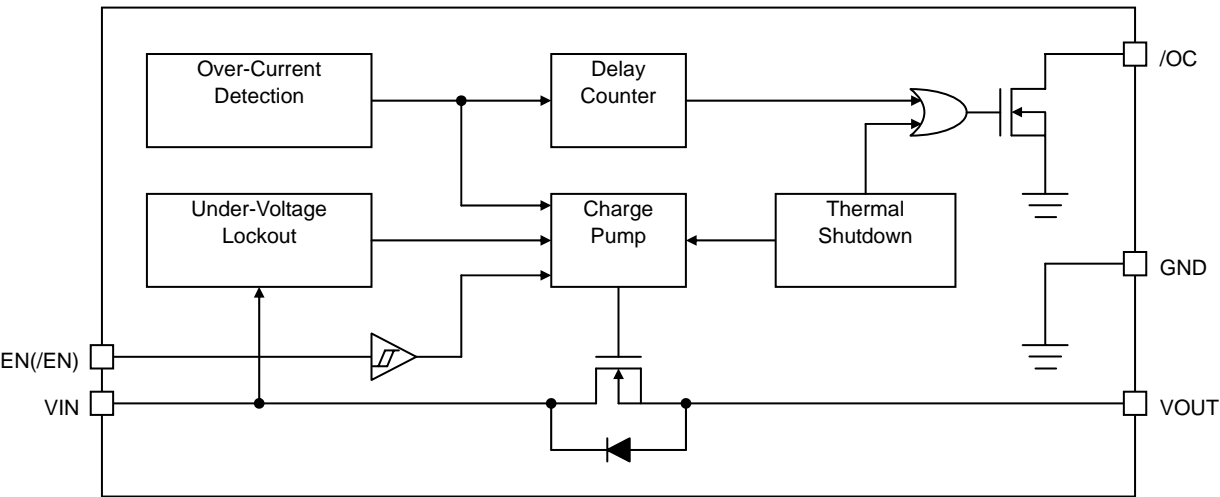 Over-Current
Detection
Delay
Counter
/OC
Under-Voltage
Lockout
Charge
Pump
Thermal
Shutdown
GND
EN(/EN)
VIN
VOUT